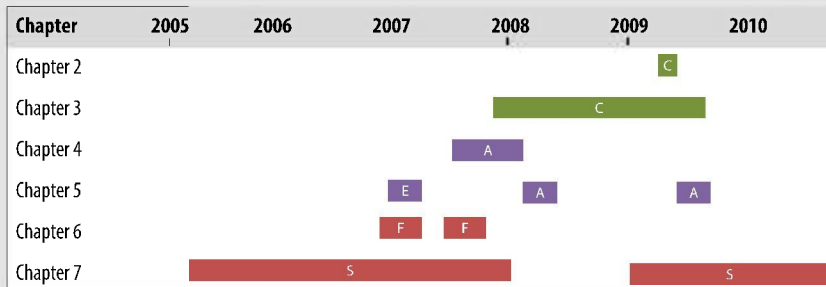 Chapter 2005 2006 2007 2008 2009 2010
Chapter 2 C
Chapter 3 C
Chapter 4 A
Chapter 5 E A A
Chapter 6 F F
Chapter 7 S S